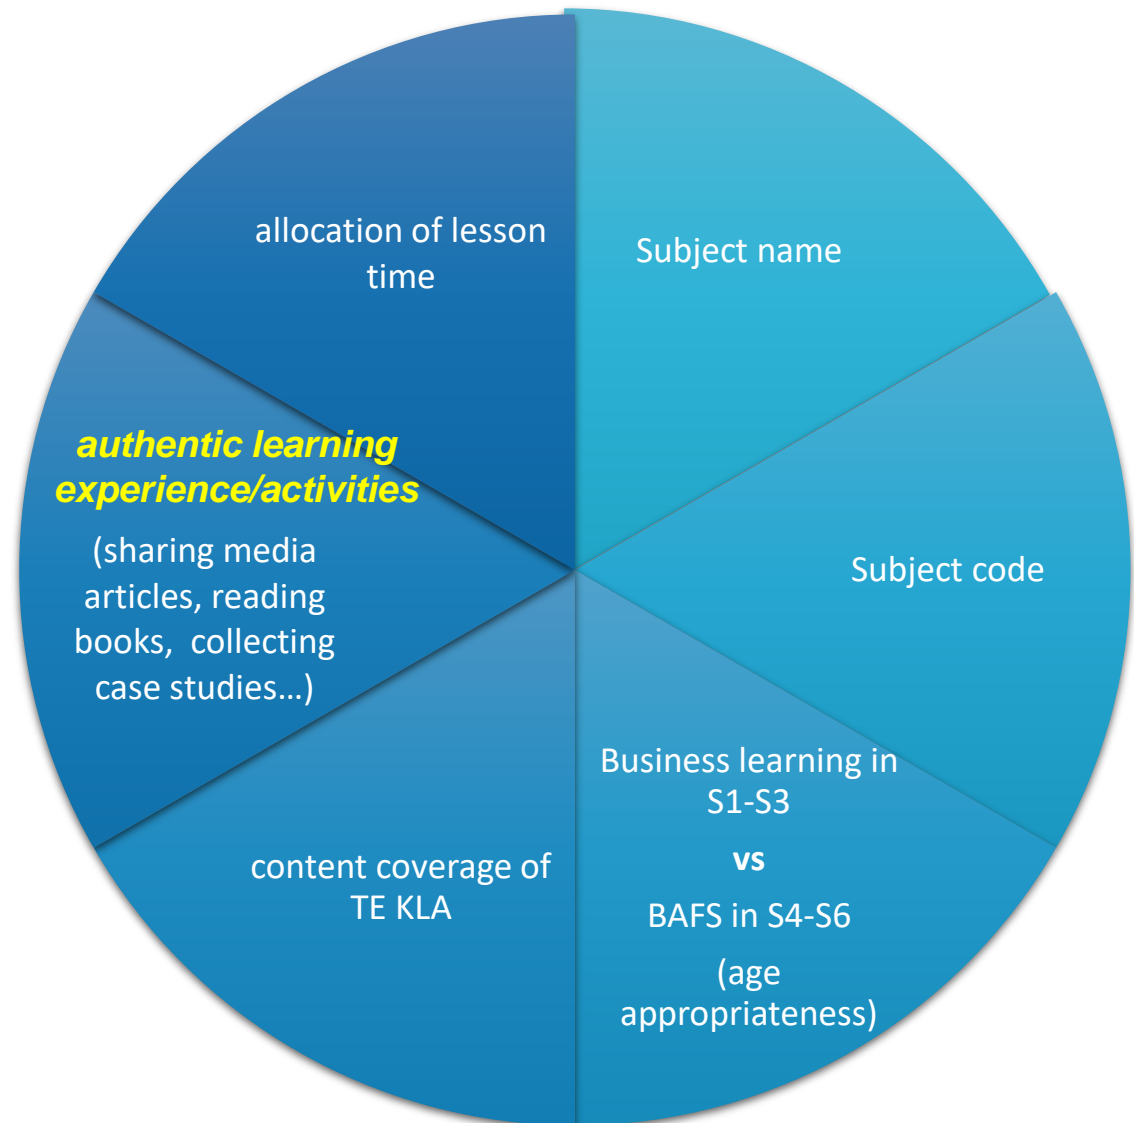 allocation of lesson
time
Subject name
Subject code
Business learning in
S1-S3
vs
BAFS in S4-S6
(age
appropriateness)
content coverage of
TE KLA
authentic learning
experience/activities
(sharing media
articles, reading
books,  collecting
case studies…)